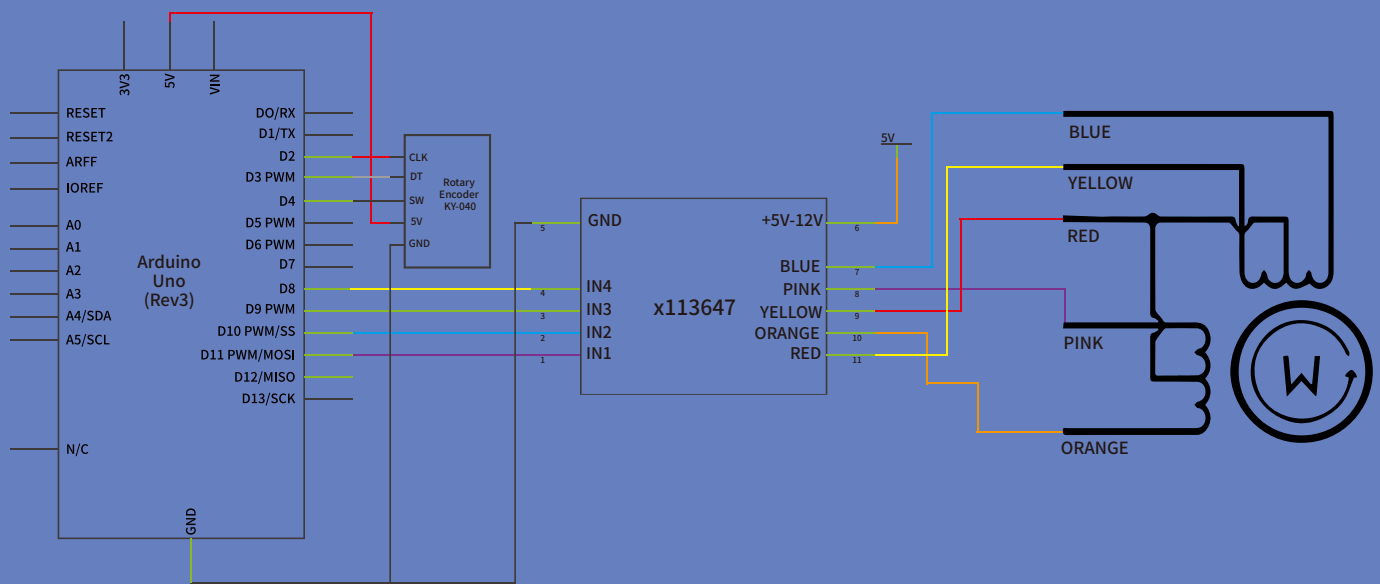 3V3
5V
VIN
RESET
RESET2
ARFF
IOREF
A0
A1
A2
A3
A4/SDA
A5/SCL
N/C
GND
Arduino
Uno
(Rev3)
DO/RX
D1/TX
D2
D3 PWM
D4
D5 PWM
D6 PWM
D7
D8
D9 PWM
D10 PWM/SS
D11 PWM/MOSI
D12/MISO
D13/SCK
CLK
DT
SW
5V
GND
Rotary
Encoder
KY-040
5
4
3
2
1
GND
IN4
IN3
IN2
IN1
x113647
+5V-12V
BLUE
PINK
YELLOW
ORANGE
RED
6
7
8
9
10
11
5V
BLUE
YELLOW
RED
PINK
ORANGE
W